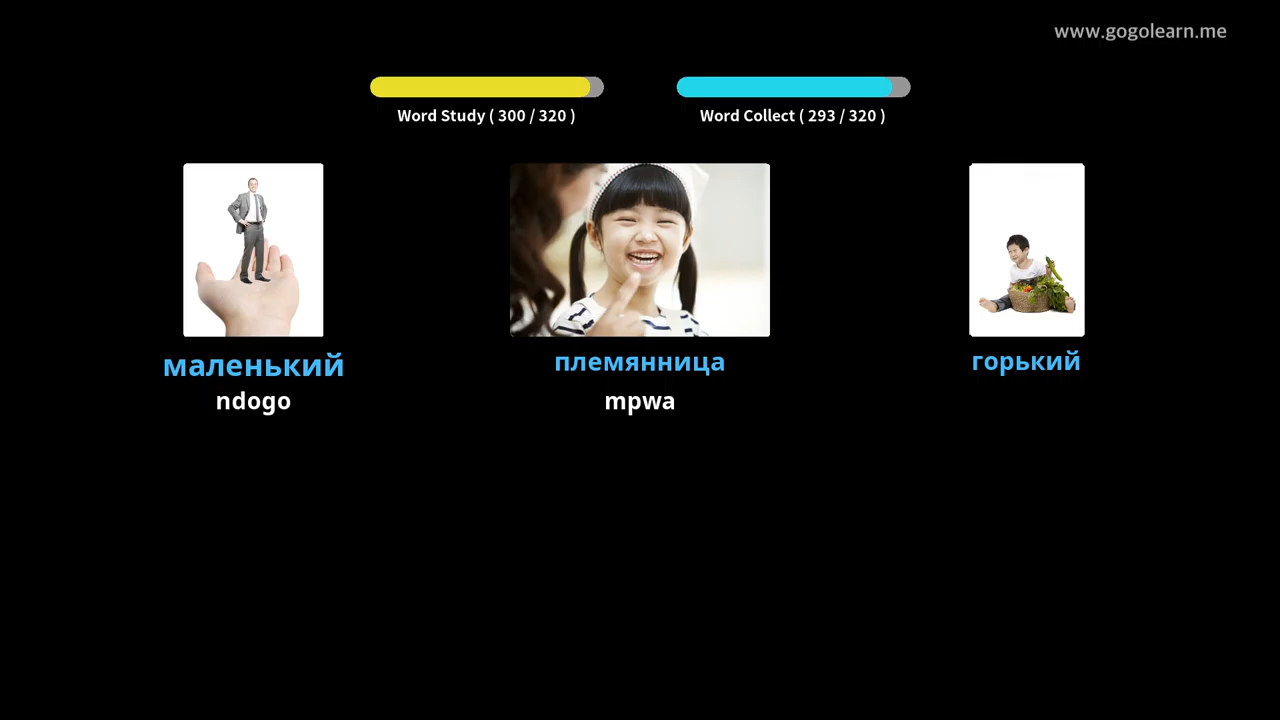 www.gogolearn.me
Word Study ( 300 / 320 )
Word Collect ( 293 / 320 )
маленький
племянница
горький
ndogo
mpwa